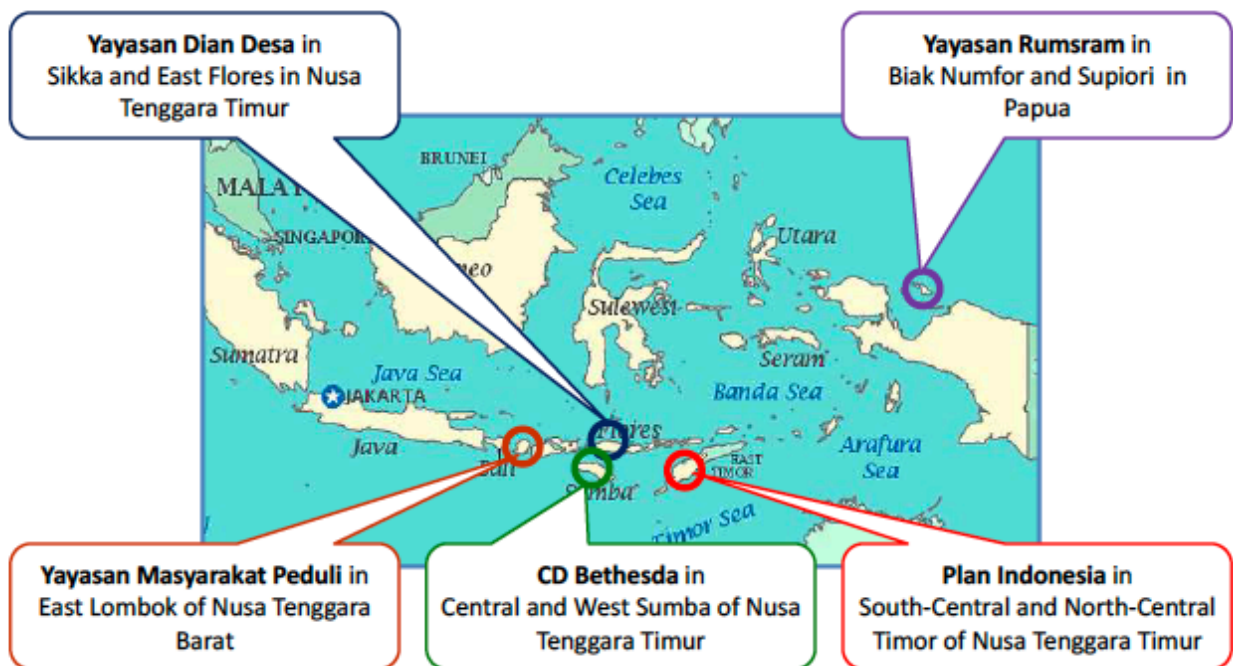 Yayasan Dian Desa in
Sikka and East Flores in Nusa
Tenggara Timur
Yayasan Rumsram in
Biak Numfor and Supiori in
Papua
BRUNEI
Celebes
Sea
MALAY
SINGAPOR
Utara
neo
Sulewesi
Sumatra
Seram
Java Sea
Banda Sea
JAKARTA
Java
Flores
Arafura
Sea
Bali
EAST
TIMOR
Sumba
Timor Sea
Yayasan Masyarakat Peduli in
East Lombok of Nusa Tenggara
Barat
CD Bethesda in
Central and West Sumba of Nusa
Tenggara Timur
Plan Indonesia in
South-Central and North-Central
Timor of Nusa Tenggara Timur